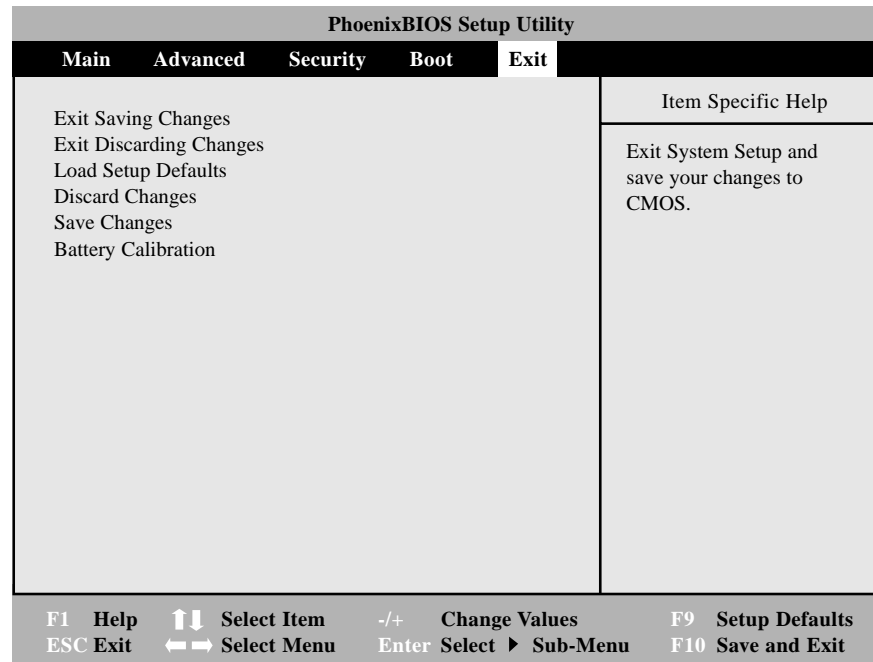 PhoenixBIOS Setup Utility
Main Advanced Security Boot Exit
Item Specific Help
Exit Saving Changes
Exit Discarding Changes
Load Setup Defaults
Discard Changes
Save Changes
Battery Calibration
Exit System Setup and
save your changes to
CMOS.
F1 Help Select Item -/+ Change Values F9 Setup Defaults
ESC Exit Select Menu Enter Select Sub-Menu F10 Save and Exit